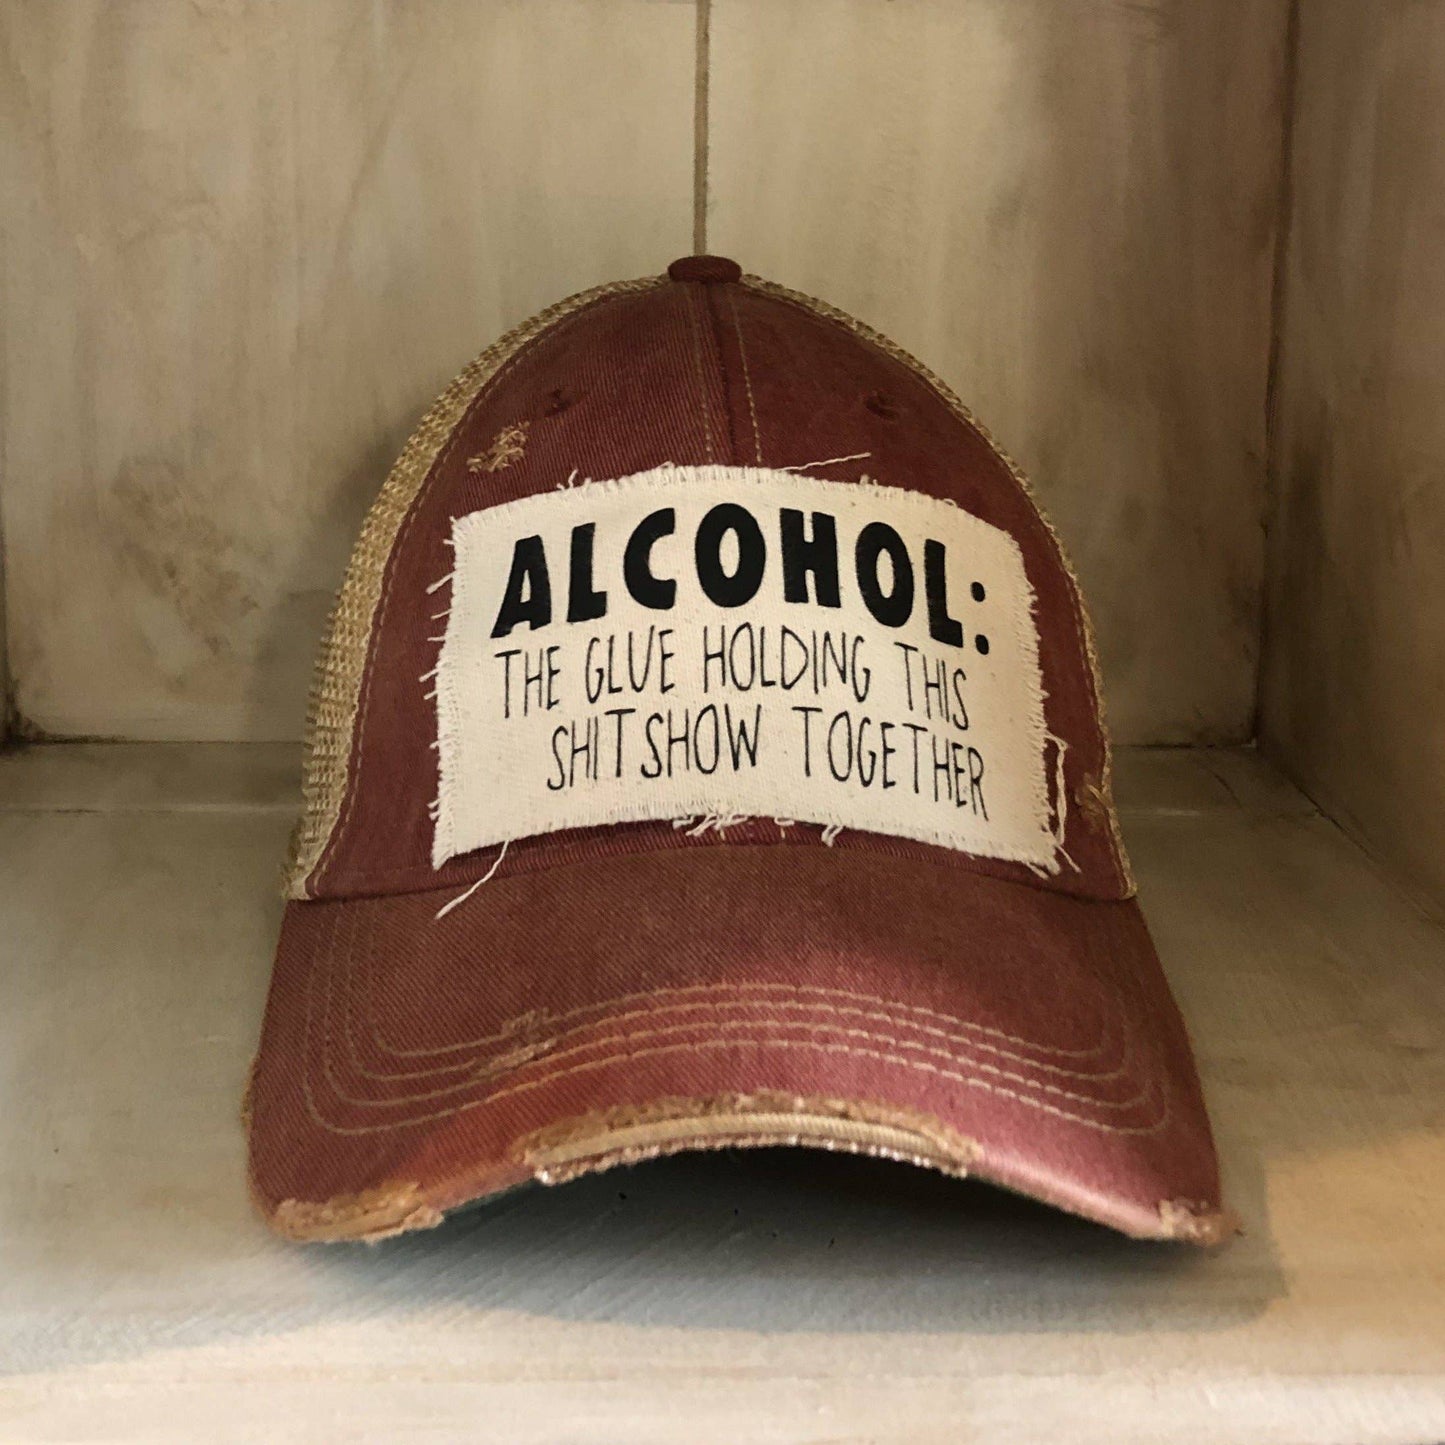 ALCOHOL:
THE GLUE HOLDING THIS
SHITSHOW TOGETHER